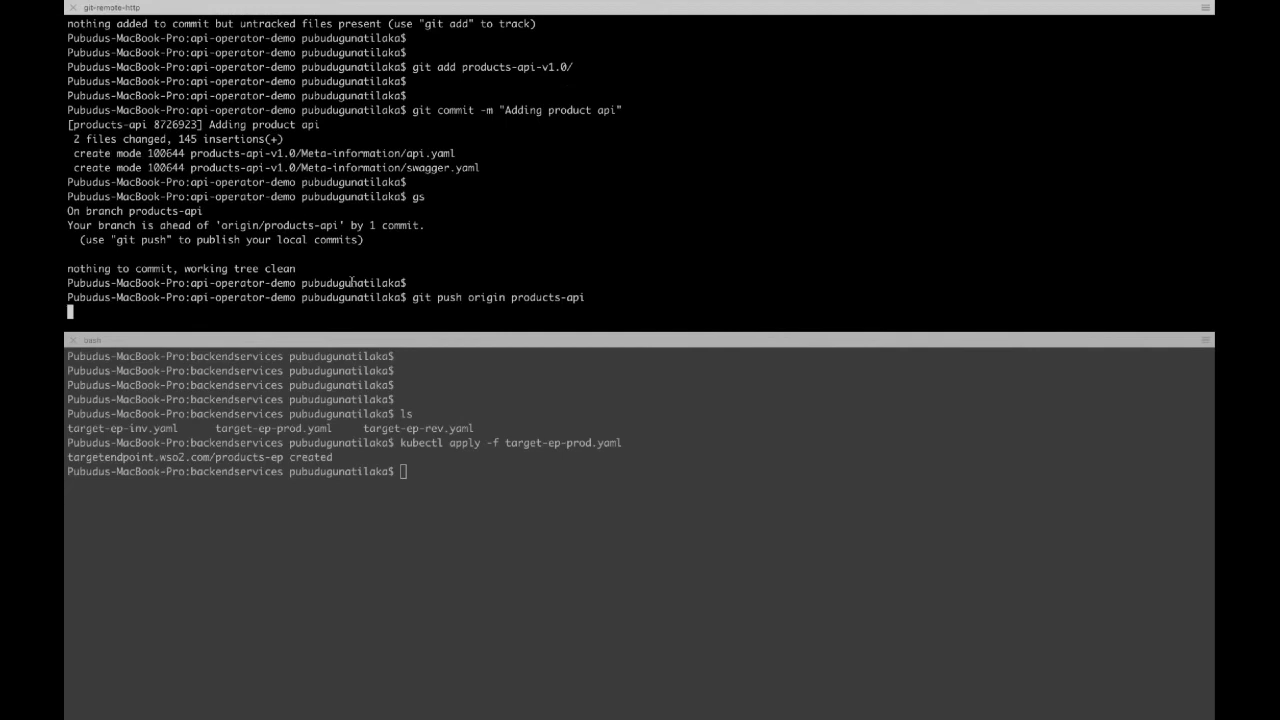 git-remote-http
nothing added to commit but untracked files present (use "git add" to track)
Pubudus-MacBook-Pro:api-operator-demo pubudugunatilaka$
Pubudus-MacBook-Pro:api-operator-demo pubudugunatilaka$
Pubudus-MacBook-Pro:api-operator-demo pubudugunatilaka$ git add products-api-v1.0/
Pubudus-MacBook-Pro:api-operator-demo pubudugunatilaka$
Pubudus-MacBook-Pro:api-operator-demo pubudugunatilaka$
Pubudus-MacBook-Pro:api-operator-demo pubudugunatilaka$ git commit -m "Adding product api"
[products-api 8726923] Adding product api
2 files changed, 145 insertions(+)
create mode 100644 products-api-v1.0/Meta-information/api.yaml
create mode 100644 products-api-v1.0/Meta-information/swagger.yaml
Pubudus-MacBook-Pro:api-operator-demo pubudugunatilaka$
Pubudus-MacBook-Pro:api-operator-demo pubudugunatilaka$ gs
On branch products-api
Your branch is ahead of 'origin/products-api' by 1 commit.
(use "git push" to publish your local commits)
nothing to commit, working tree clean
Pubudus-MacBook-Pro:api-operator-demo pubudugunatilaka$
Pubudus-MacBook-Pro:api-operator-demo pubudugunatilaka$ git push origin products-api
bash
Pubudus-MacBook-Pro:backendservices pubudugunatilaka$
Pubudus-MacBook-Pro:backendservices pubudugunatilaka$
Pubudus-MacBook-Pro:backendservices pubudugunatilaka$
Pubudus-MacBook-Pro:backendservices pubudugunatilaka$
Pubudus-MacBook-Pro:backendservices pubudugunatilaka$ ls
target-ep-inv.yaml target-ep-prod.yaml target-ep-rev.yaml
Pubudus-MacBook-Pro:backendservices pubudugunatilaka$ kubectl apply -f target-ep-prod.yaml
targetendpoint.wso2.com/products-ep created
Pubudus-MacBook-Pro:backendservices pubudugunatilaka$